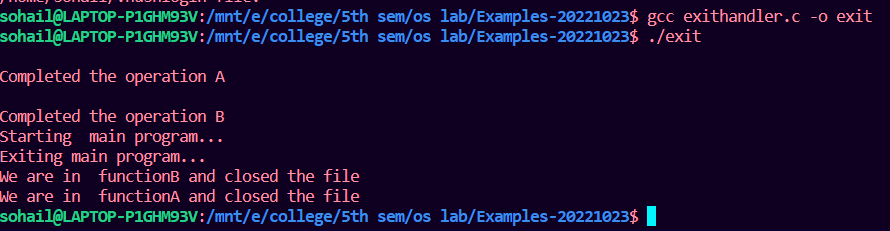 sohail@LAPTOP-P1GHM93V:/mnt/e/college/5th sem/os lab/Examples-20221023$ gcc exithandler.c -o exit
sohail@LAPTOP-P1GHM93V:/mnt/e/college/5th sem/os lab/Examples-20221023$ ./exit
Completed the operation A
Completed the operation B
Starting  main program...
Exiting main program...
We are in  functionB and closed the file
We are in  functionA and closed the file
sohail@LAPTOP-P1GHM93V:/mnt/e/college/5th sem/os lab/Examples-20221023$